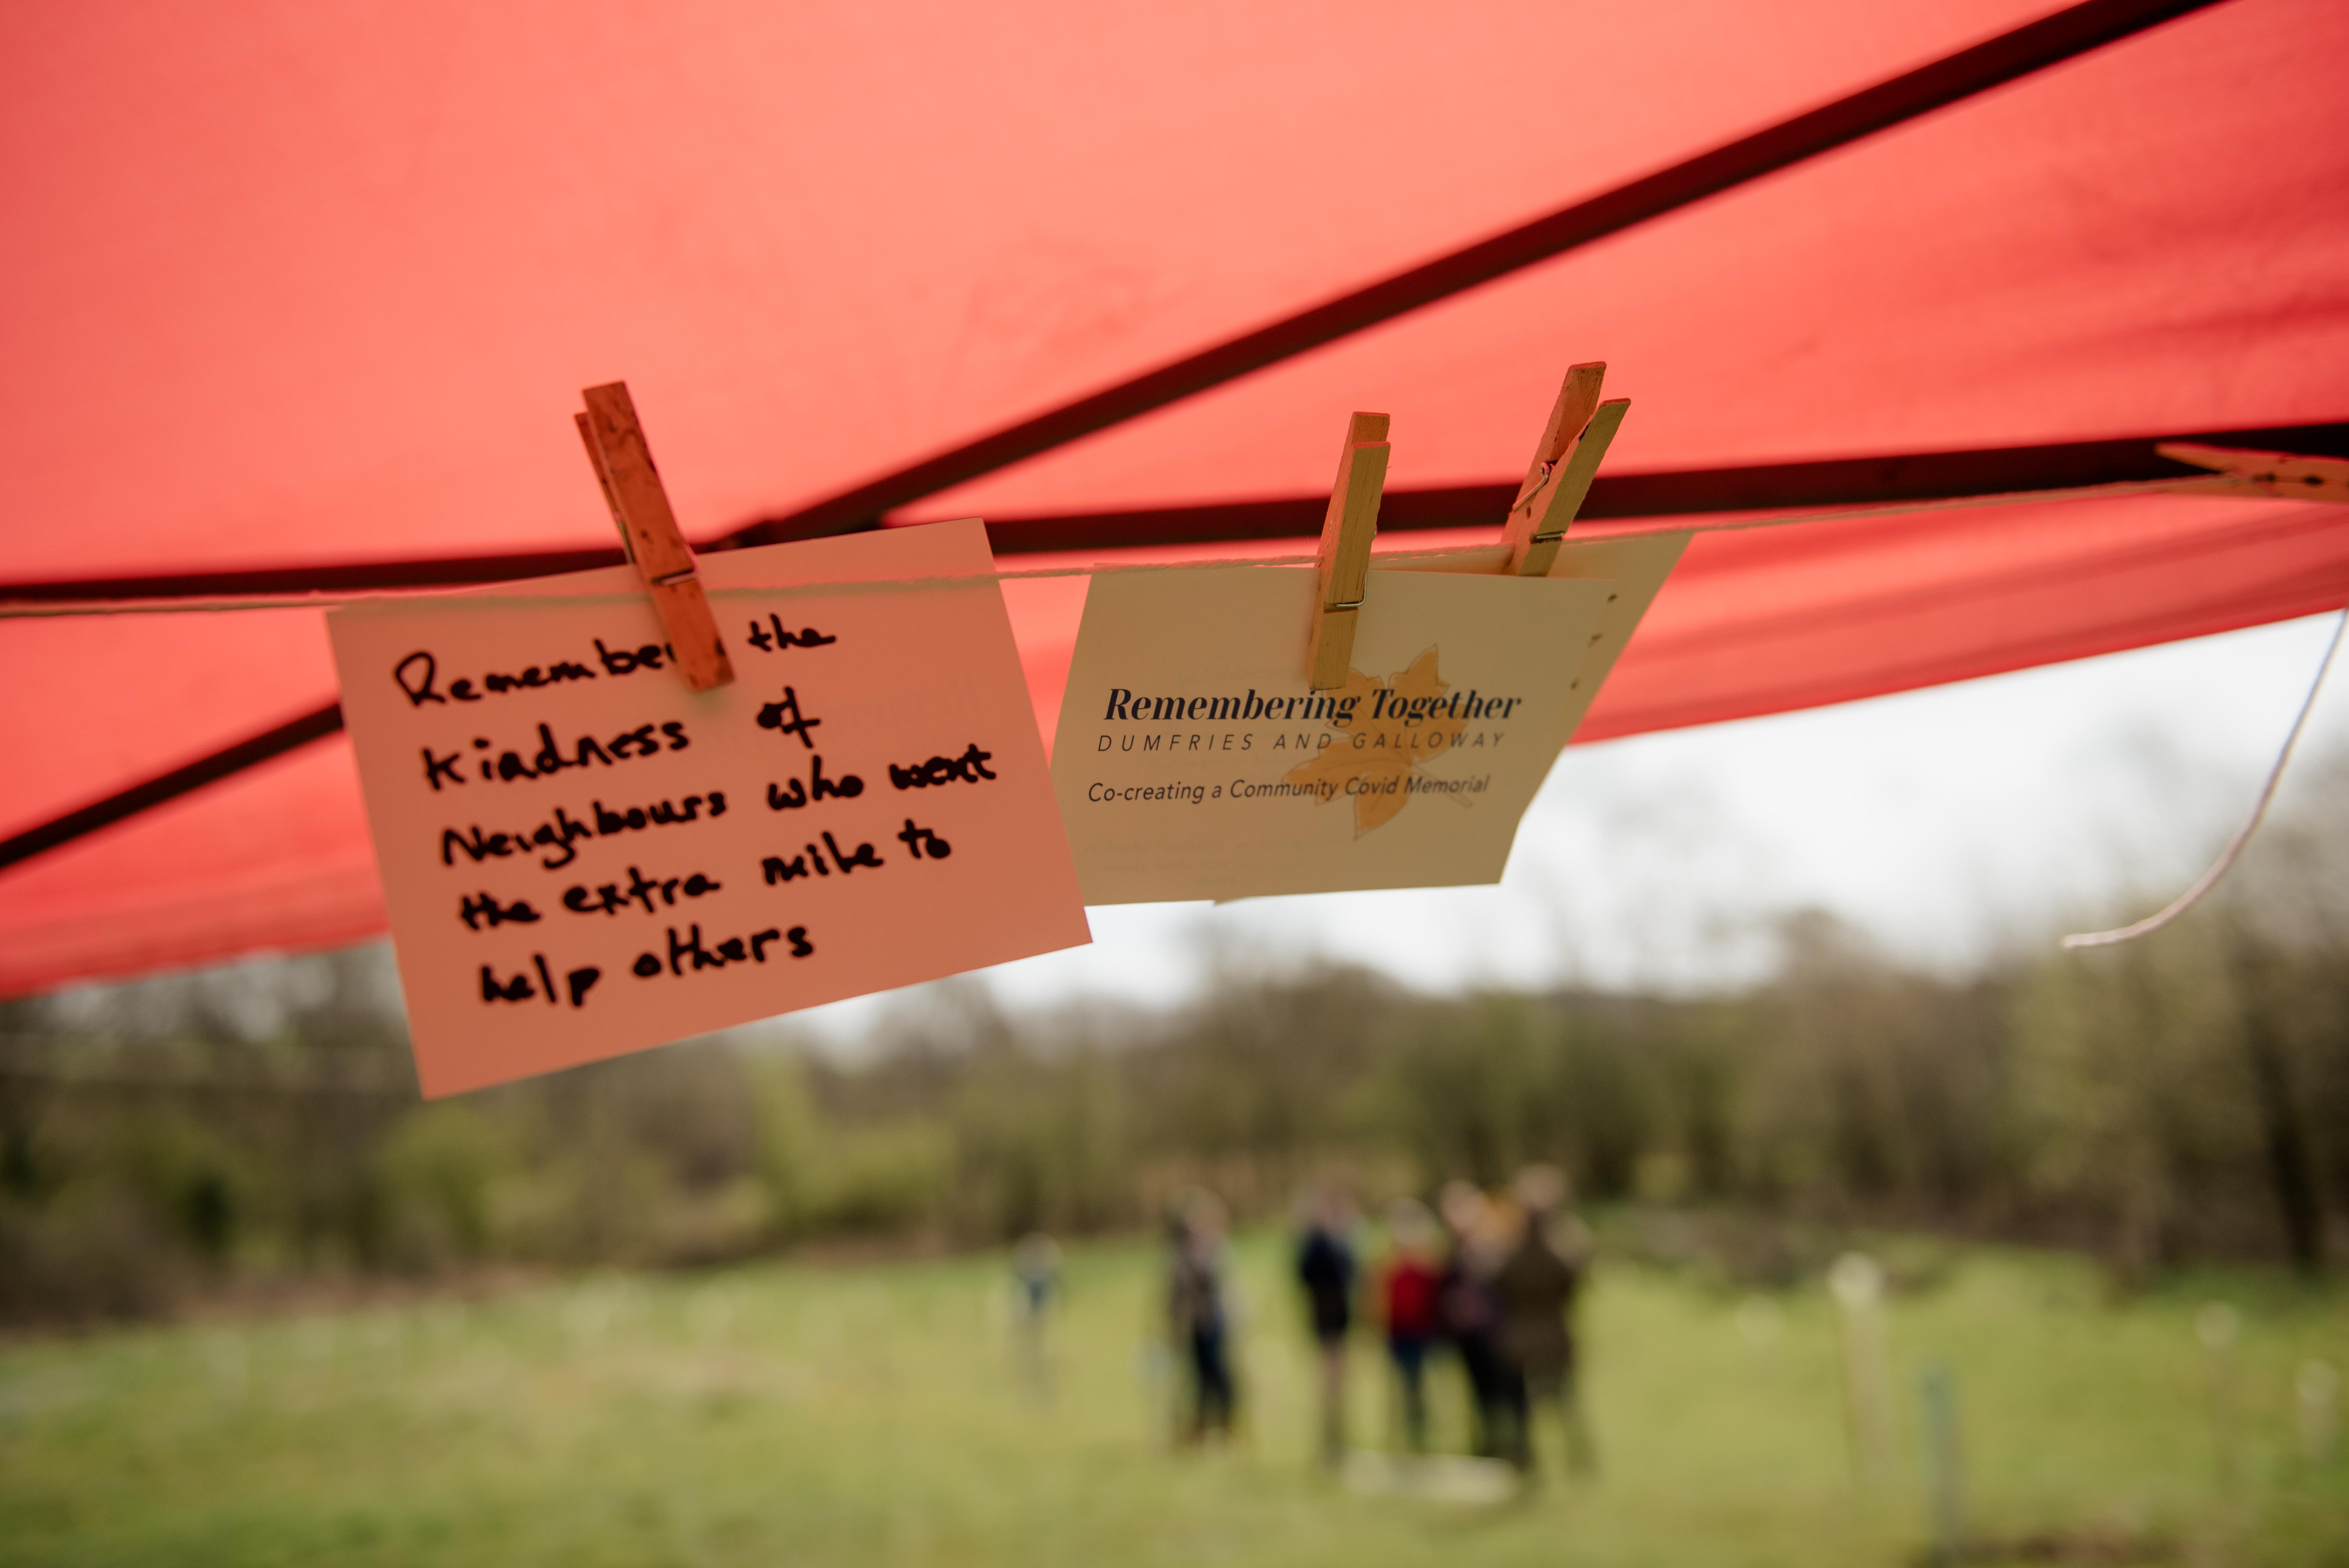 Remember the
Kindness of
Neighbours who went
the extra mile to
help others
Remembering Together
DUMFRIES AND GALLOWAY
Co-creating a Community Covid Memorial